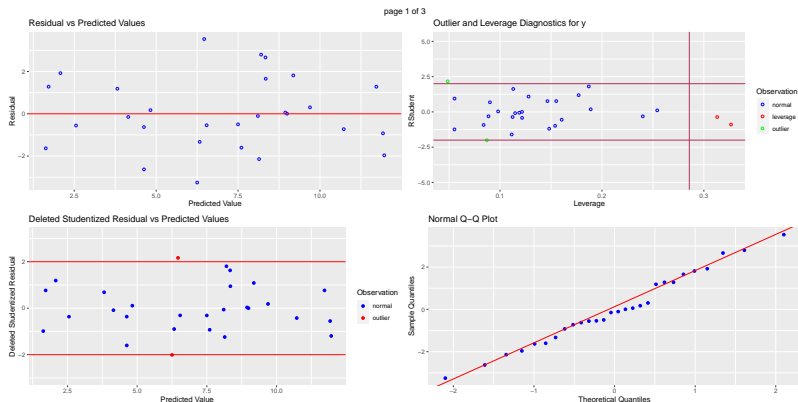 page 1 of 3
Residual vs Predicted Values
Residual
2
0
−2
2.5 5.0 7.5 10.0
Predicted Value
Outlier and Leverage Diagnostics for y
RStudent
5.0
2.5
0.0
−2.5
−5.0
0.1 0.2 0.3
Leverage
Observation
normal
leverage
outlier
Deleted Studentized Residual vs Predicted Values
Deleted Studentized Residual
2
0
−2
2.5 5.0 7.5 10.0
Predicted Value
Observation
normal
outlier
Normal Q−Q Plot
Sample Quantiles
2
0
−2
−2 −1 0 1 2
Theoretical Quantiles